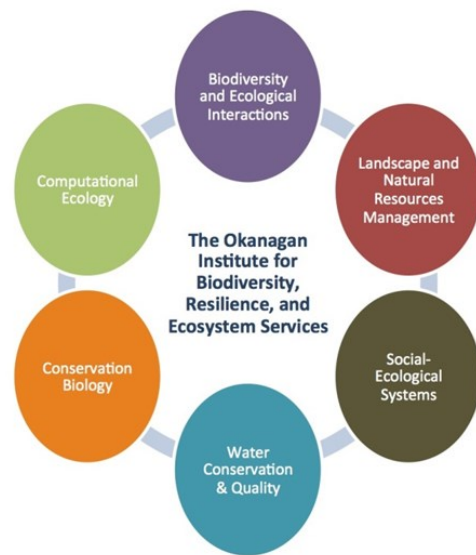 Biodiversity
and Ecological
Interactions
Landscape and
Natural
Resources
Management
Social-
Ecological
Systems
Water
Conservation
& Quality
Conservation
Biology
Computational
Ecology
The Okanagan
Institute for
Biodiversity,
Resilience, and
Ecosystem Services